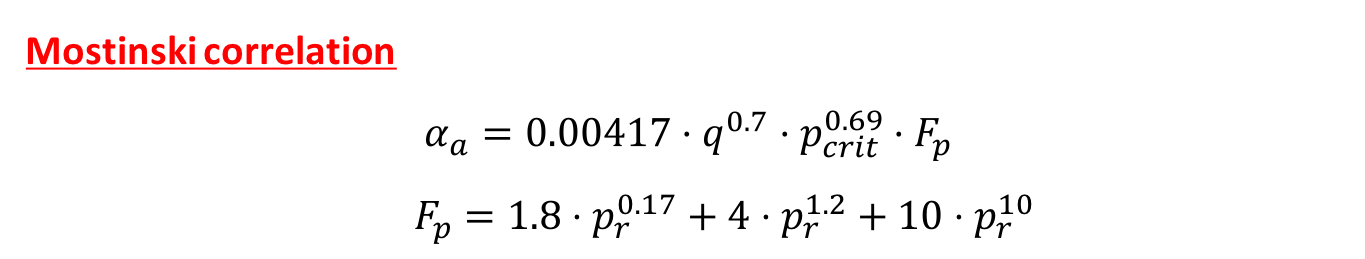 Mostinski correlation
α_a = 0.00417 · q^0.7 · p_crit^0.69 · F_p
F_p = 1.8 · p_r^0.17 + 4 · p_r^1.2 + 10 · p_r^10